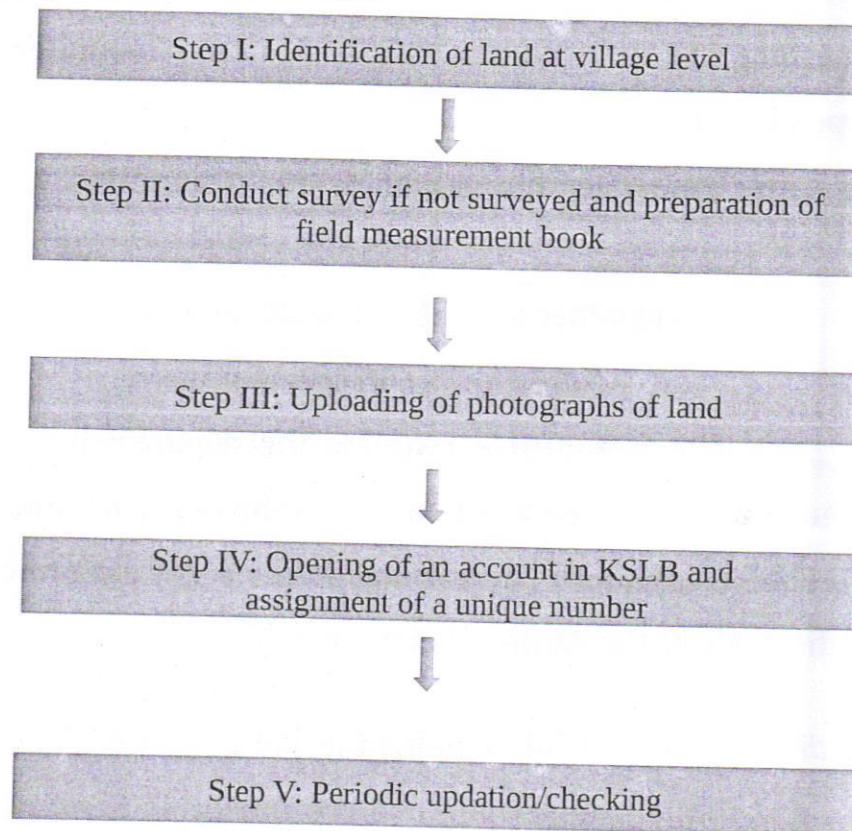 Step I: Identification of land at village level
Step II: Conduct survey if not surveyed and preparation of
field measurement book
Step III: Uploading of photographs of land
Step IV: Opening of an account in KSLB and
assignment of a unique number
Step V: Periodic updation/checking